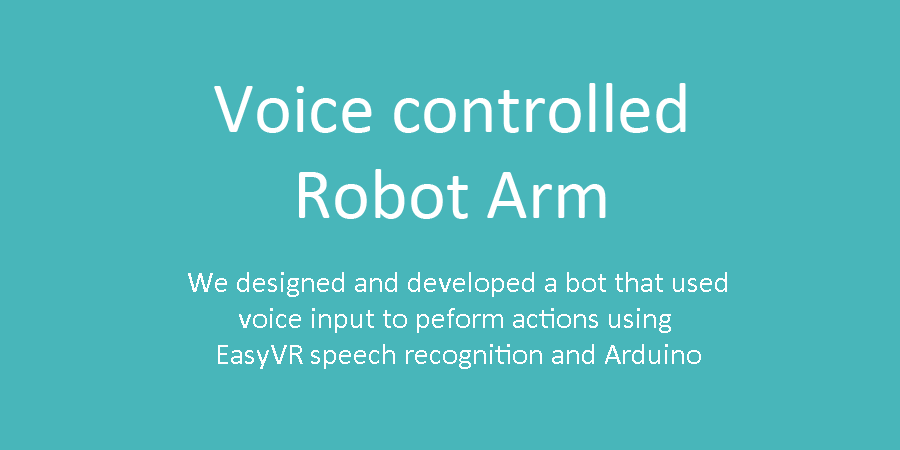 Voice controlled
Robot Arm
We designed and developed a bot that used
voice input to peform actions using
EasyVR speech recognition and Arduino